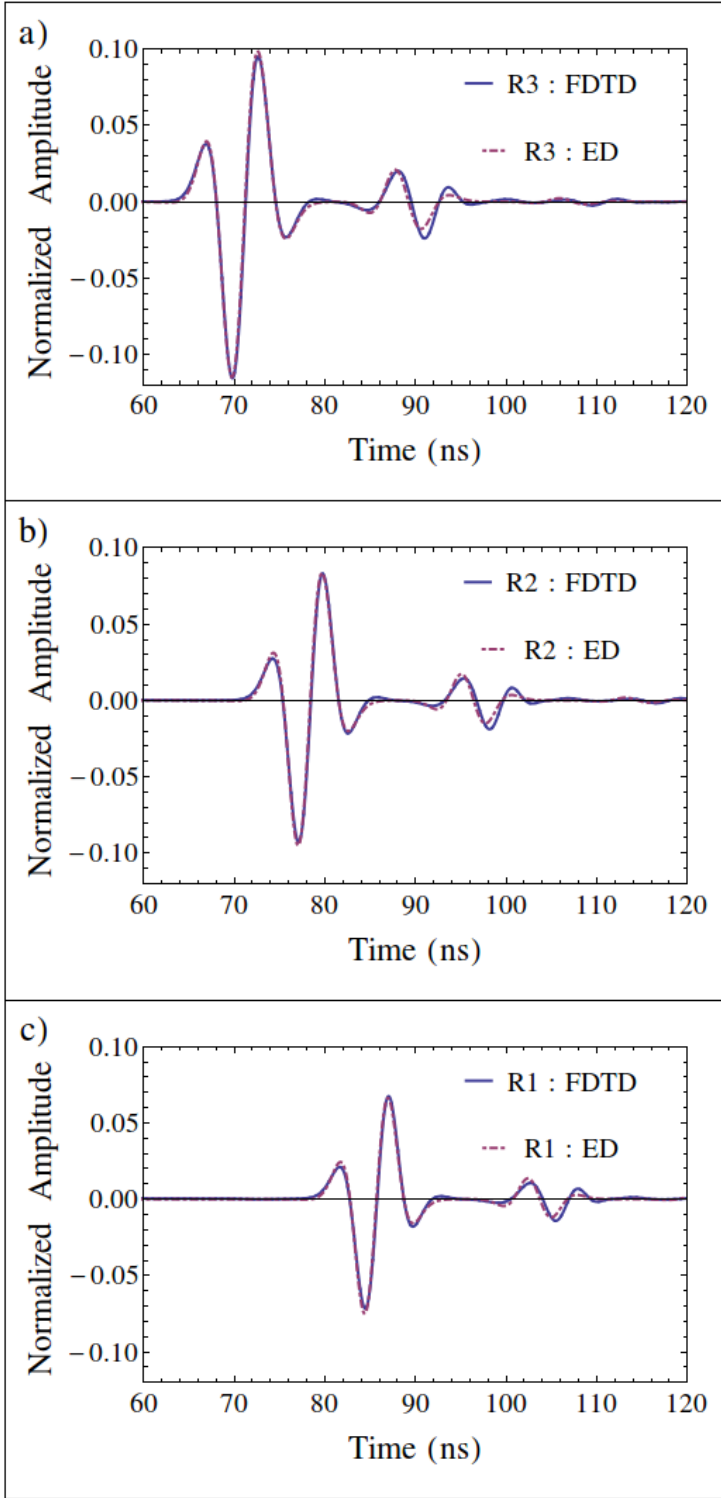 a)
Normalized Amplitude
0.10
0.05
0.00
−0.05
−0.10
R3 : FDTD
R3 : ED
60 70 80 90 100 110 120
Time (ns)
b)
Normalized Amplitude
0.10
0.05
0.00
−0.05
−0.10
R2 : FDTD
R2 : ED
60 70 80 90 100 110 120
Time (ns)
c)
Normalized Amplitude
0.10
0.05
0.00
−0.05
−0.10
R1 : FDTD
R1 : ED
60 70 80 90 100 110 120
Time (ns)